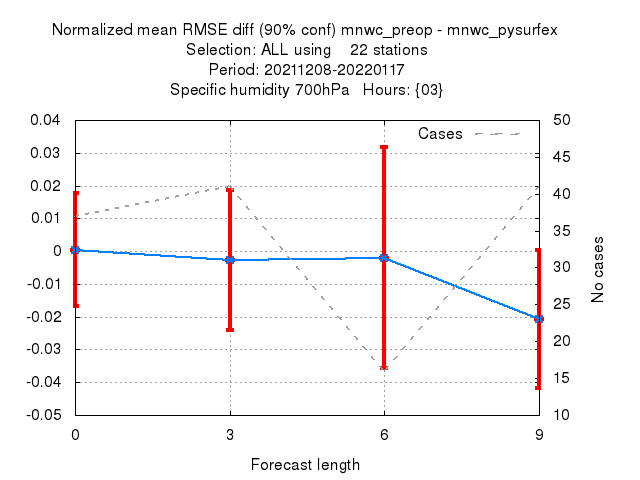 Normalized mean RMSE diff (90% conf) mnwc_preop - mnwc_pysurfex
Selection: ALL using    22 stations
Period: 20211208-20220117
Specific humidity 700hPa   Hours: {03}
Cases
0.04
0.03
0.02
0.01
0
-0.01
-0.02
-0.03
-0.04
-0.05
50
45
40
35
30
25
20
15
10
No cases
0 3 6 9
Forecast length